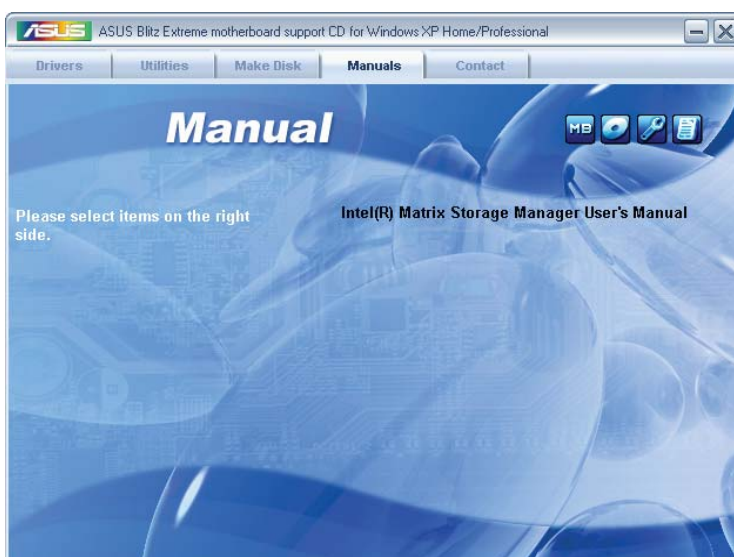 ASUS ASUS Blitz Extreme motherboard support CD for Windows XP Home/Professional
Drivers Utilities Make Disk Manuals Contact
Manual
MB
Please select items on the right
side.
Intel(R) Matrix Storage Manager User's Manual